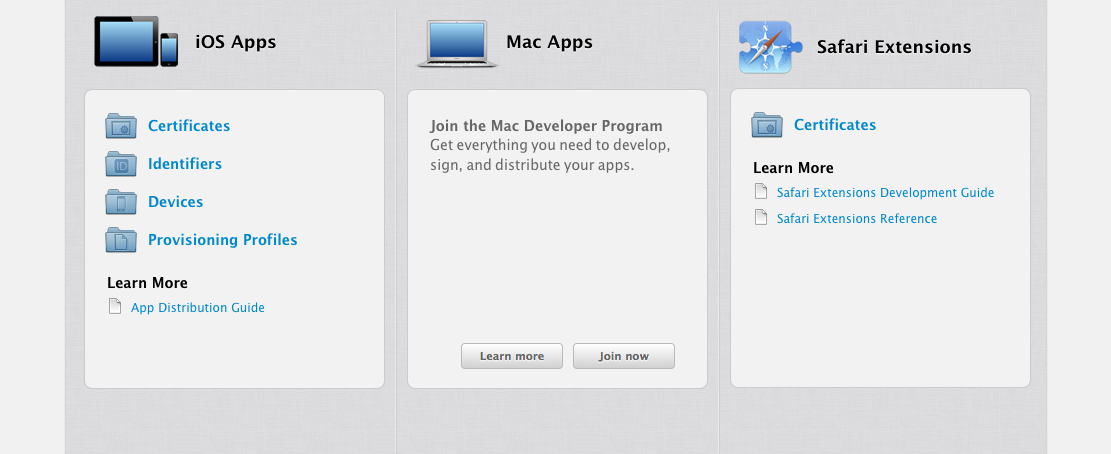 iOS Apps
Certificates
Identifiers
ID
Devices
Provisioning Profiles
Learn More
App Distribution Guide
Mac Apps
Join the Mac Developer Program
Get everything you need to develop,
sign, and distribute your apps.
Learn more
Join now
Safari Extensions
N
S
Certificates
Learn More
Safari Extensions Development Guide
Safari Extensions Reference